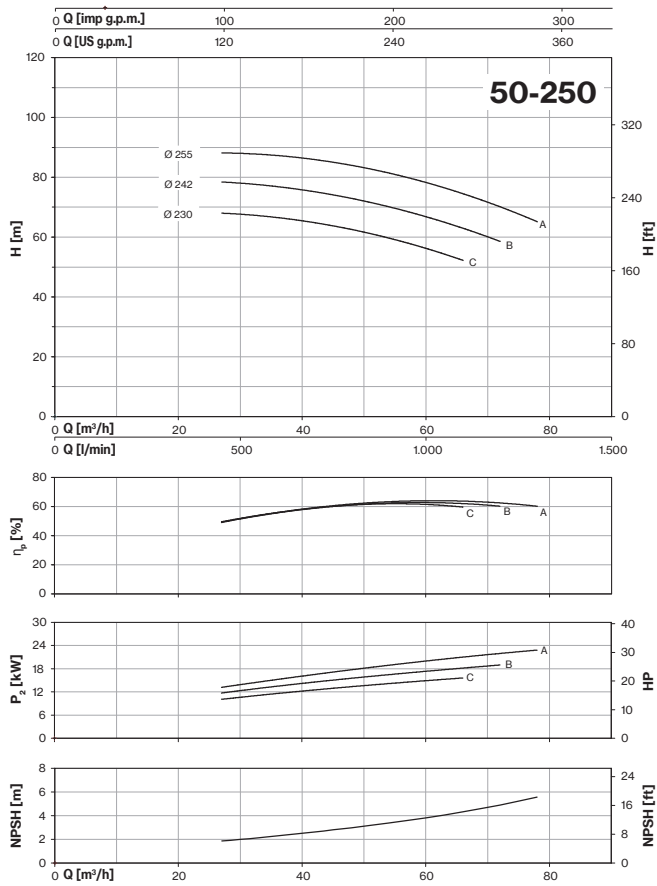 0 Q [imp g.p.m.] 100 200 300
0 Q [US g.p.m.] 120 240 360
50-250
120
100
80
60
40
20
0
H [m]
320
240
160
80
0
H [ft]
Ø 255
Ø 242
Ø 230
A
B
C
0 Q [m³/h] 20 40 60 80
0 Q [l/min] 500 1.000 1.500
80
60
40
20
0
ηp [%]
C B A
30
24
18
12
6
0
P2 [kW]
40
30
20
10
0
HP
A
B
C
8
6
4
2
0
NPSH [m]
24
16
8
0
NPSH [ft]
0 Q [m³/h] 20 40 60 80